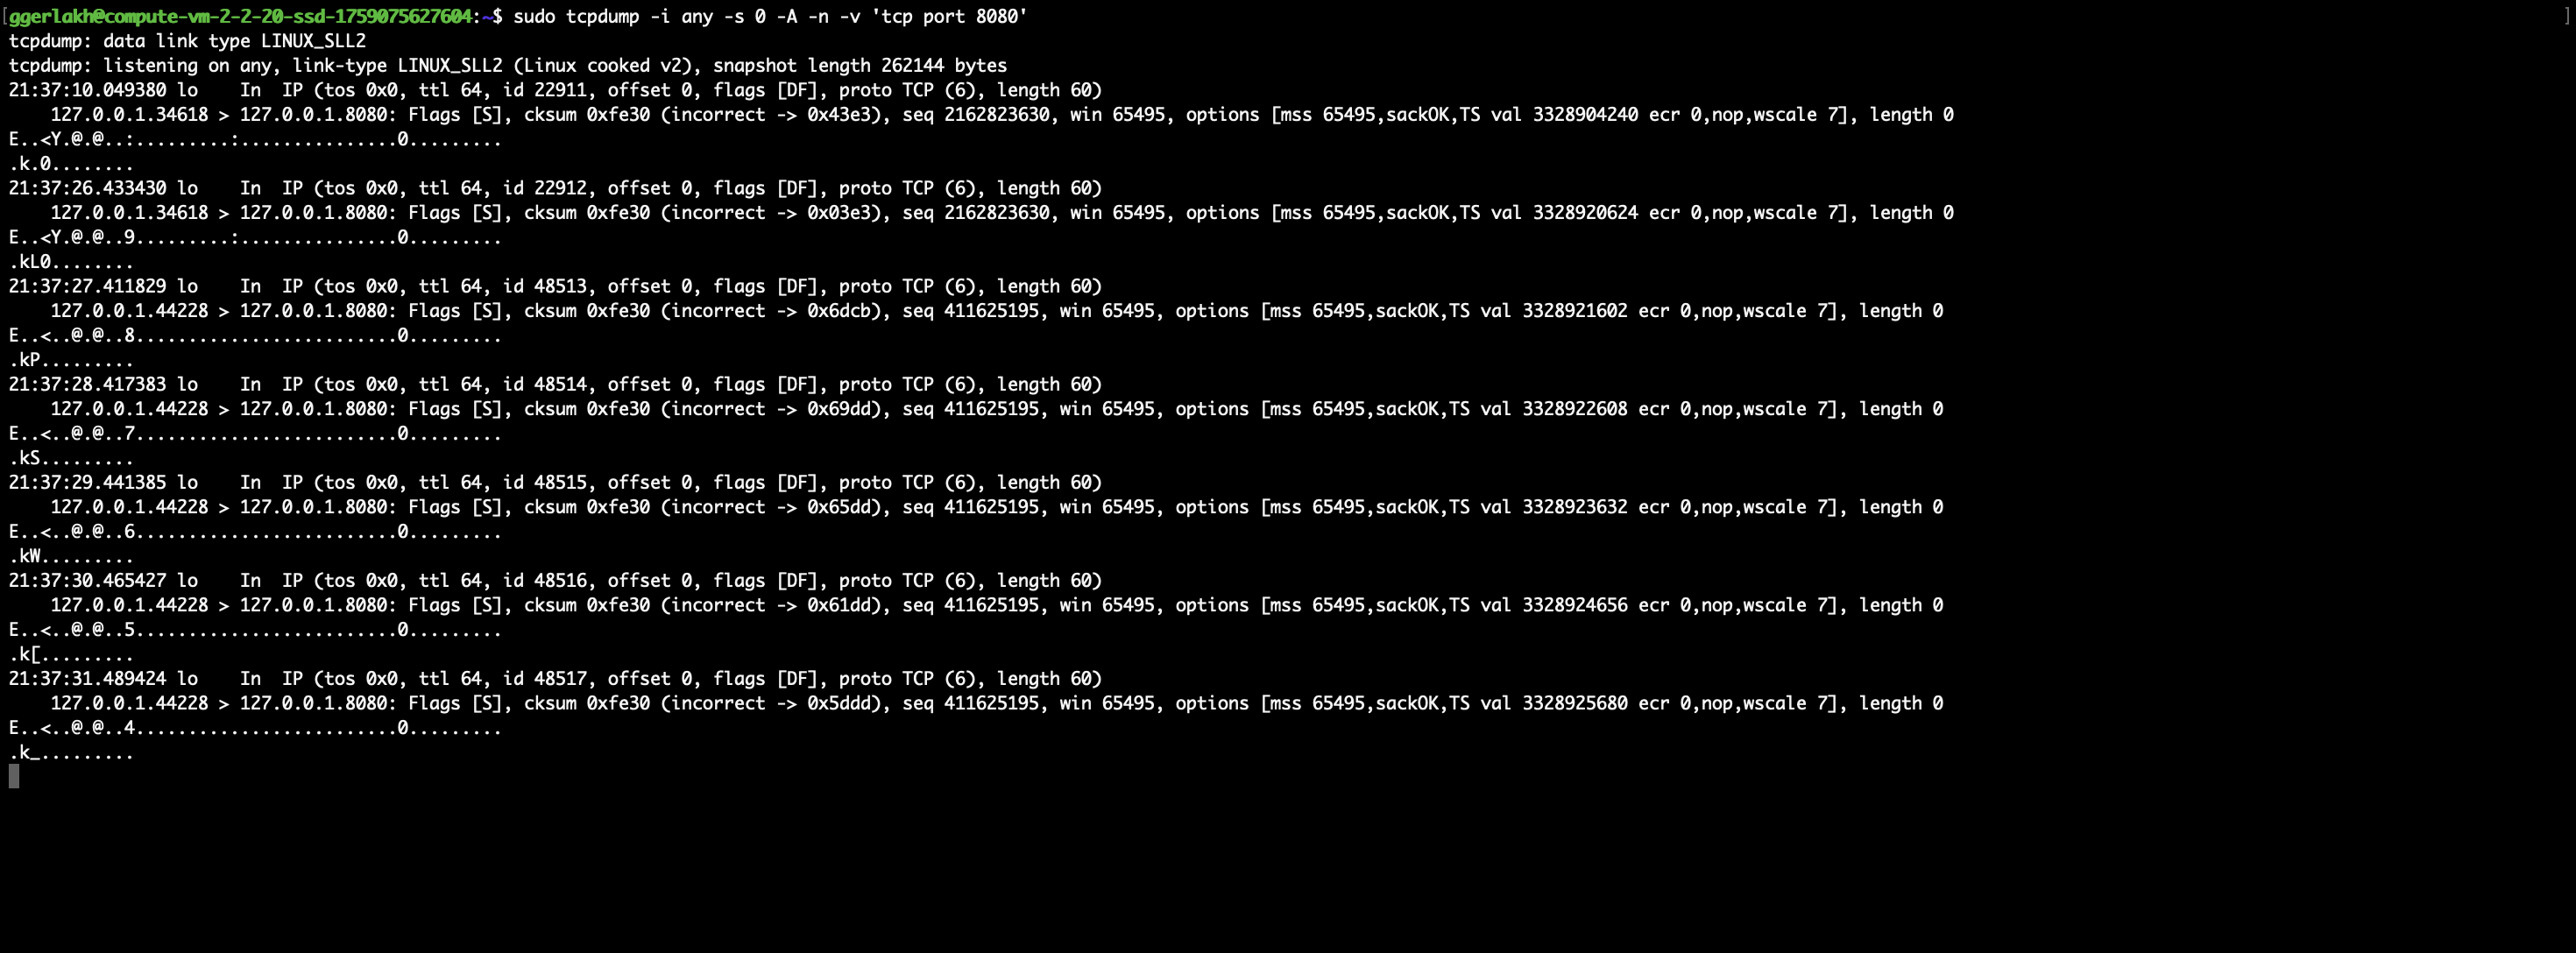 [ggerlakh@compute-vm-2-2-20-ssd-1759075627604:~$ sudo tcpdump -i any -s 0 -A -n -v 'tcp port 8080' ]
tcpdump: data link type LINUX_SLL2
tcpdump: listening on any, link-type LINUX_SLL2 (Linux cooked v2), snapshot length 262144 bytes
21:37:10.049380 lo    In  IP (tos 0x0, ttl 64, id 22911, offset 0, flags [DF], proto TCP (6), length 60)
    127.0.0.1.34618 > 127.0.0.1.8080: Flags [S], cksum 0xfe30 (incorrect -> 0x43e3), seq 2162823630, win 65495, options [mss 65495,sackOK,TS val 3328904240 ecr 0,nop,wscale 7], length 0
E..<Y.@.@..:.........:...............0.........
.k.0........
21:37:26.433430 lo    In  IP (tos 0x0, ttl 64, id 22912, offset 0, flags [DF], proto TCP (6), length 60)
    127.0.0.1.34618 > 127.0.0.1.8080: Flags [S], cksum 0xfe30 (incorrect -> 0x03e3), seq 2162823630, win 65495, options [mss 65495,sackOK,TS val 3328920624 ecr 0,nop,wscale 7], length 0
E..<Y.@.@..9.........:...............0.........
.kL0........
21:37:27.411829 lo    In  IP (tos 0x0, ttl 64, id 48513, offset 0, flags [DF], proto TCP (6), length 60)
    127.0.0.1.44228 > 127.0.0.1.8080: Flags [S], cksum 0xfe30 (incorrect -> 0x6dcb), seq 411625195, win 65495, options [mss 65495,sackOK,TS val 3328921602 ecr 0,nop,wscale 7], length 0
E..<..@.@..8.........................0.........
.kP.........
21:37:28.417383 lo    In  IP (tos 0x0, ttl 64, id 48514, offset 0, flags [DF], proto TCP (6), length 60)
    127.0.0.1.44228 > 127.0.0.1.8080: Flags [S], cksum 0xfe30 (incorrect -> 0x69dd), seq 411625195, win 65495, options [mss 65495,sackOK,TS val 3328922608 ecr 0,nop,wscale 7], length 0
E..<..@.@..7.........................0.........
.kS.........
21:37:29.441385 lo    In  IP (tos 0x0, ttl 64, id 48515, offset 0, flags [DF], proto TCP (6), length 60)
    127.0.0.1.44228 > 127.0.0.1.8080: Flags [S], cksum 0xfe30 (incorrect -> 0x65dd), seq 411625195, win 65495, options [mss 65495,sackOK,TS val 3328923632 ecr 0,nop,wscale 7], length 0
E..<..@.@..6.........................0.........
.kW.........
21:37:30.465427 lo    In  IP (tos 0x0, ttl 64, id 48516, offset 0, flags [DF], proto TCP (6), length 60)
    127.0.0.1.44228 > 127.0.0.1.8080: Flags [S], cksum 0xfe30 (incorrect -> 0x61dd), seq 411625195, win 65495, options [mss 65495,sackOK,TS val 3328924656 ecr 0,nop,wscale 7], length 0
E..<..@.@..5.........................0.........
.k[.........
21:37:31.489424 lo    In  IP (tos 0x0, ttl 64, id 48517, offset 0, flags [DF], proto TCP (6), length 60)
    127.0.0.1.44228 > 127.0.0.1.8080: Flags [S], cksum 0xfe30 (incorrect -> 0x5ddd), seq 411625195, win 65495, options [mss 65495,sackOK,TS val 3328925680 ecr 0,nop,wscale 7], length 0
E..<..@.@..4.........................0.........
.k_.........